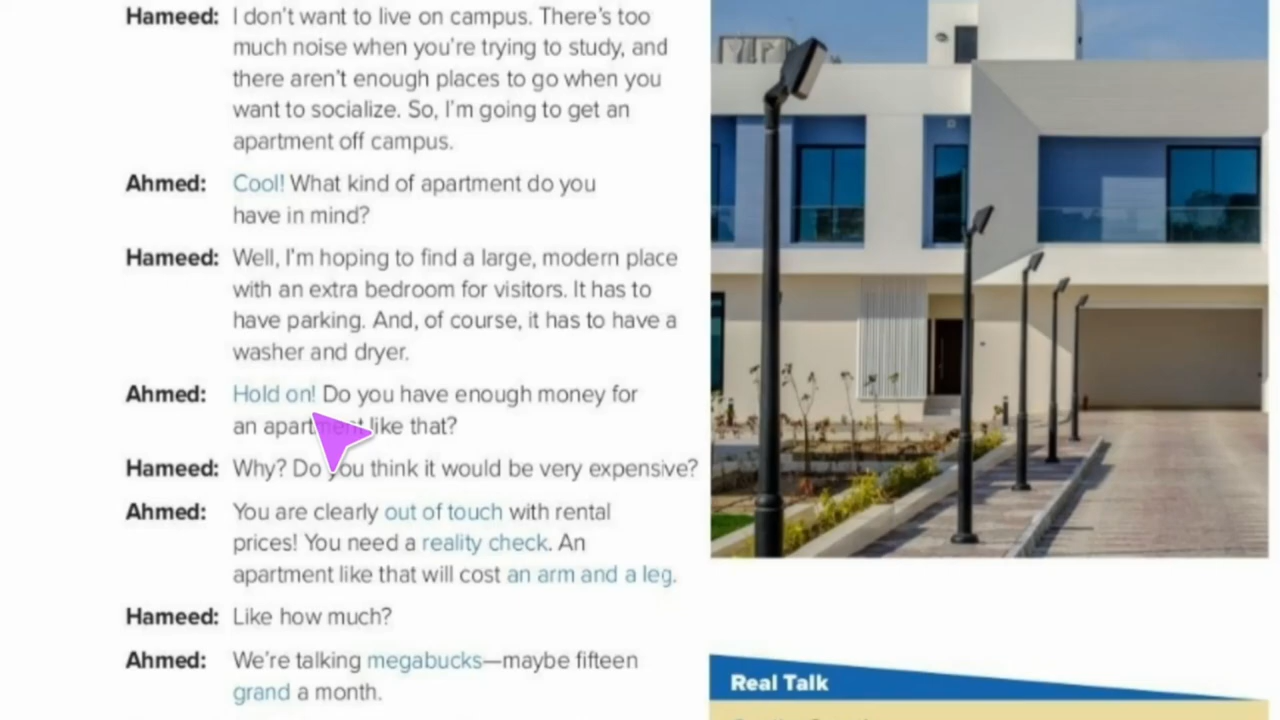 Hameed: I don't want to live on campus. There's too
much noise when you're trying to study, and
there aren't enough places to go when you
want to socialize. So, I'm going to get an
apartment off campus.
Ahmed: Cool! What kind of apartment do you
have in mind?
Hameed: Well, I'm hoping to find a large, modern place
with an extra bedroom for visitors. It has to
have parking. And, of course, it has to have a
washer and dryer.
Ahmed: Hold on! Do you have enough money for
an apartment like that?
Hameed: Why? Do you think it would be very expensive?
Ahmed: You are clearly out of touch with rental
prices! You need a reality check. An
apartment like that will cost an arm and a leg.
Hameed: Like how much?
Ahmed: We're talking megabucks—maybe fifteen
grand a month.
Real Talk